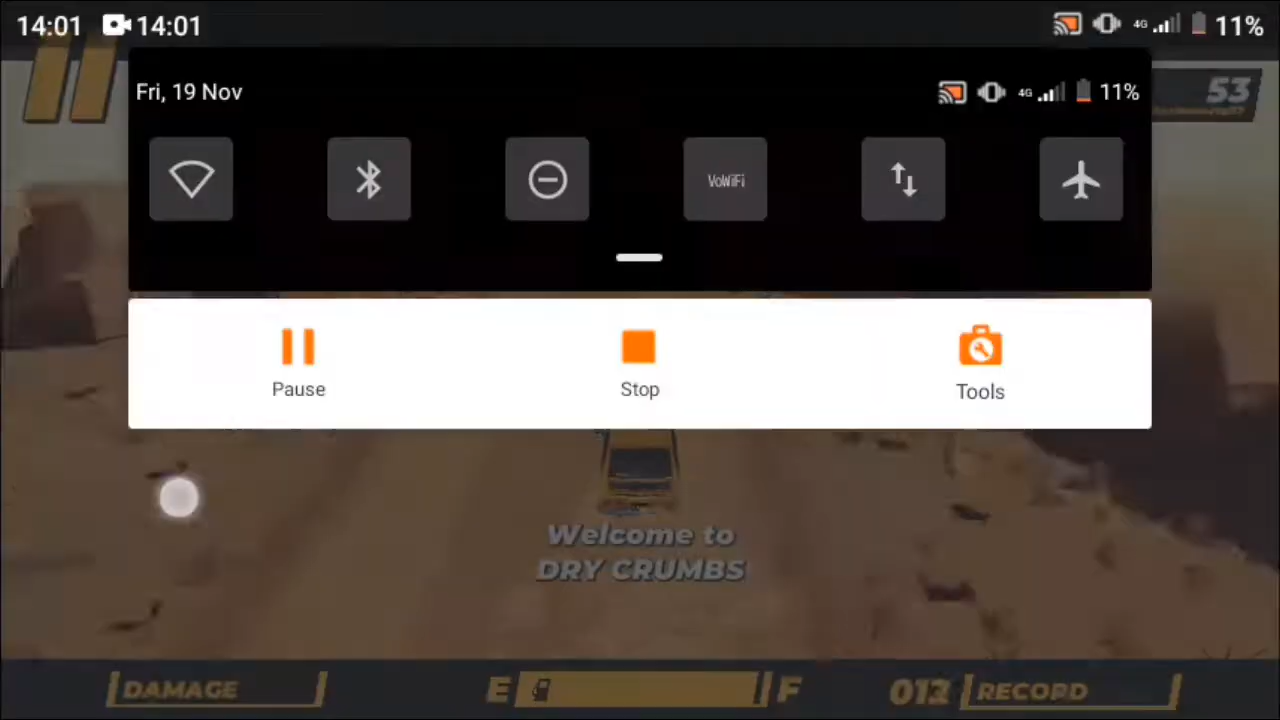 14:01 14:01 4G 11%
Fri, 19 Nov 4G 11%
53
VoWiFi
Pause Stop Tools
Welcome to
DRY CRUMBS
DAMAGE E F 013 RECORD